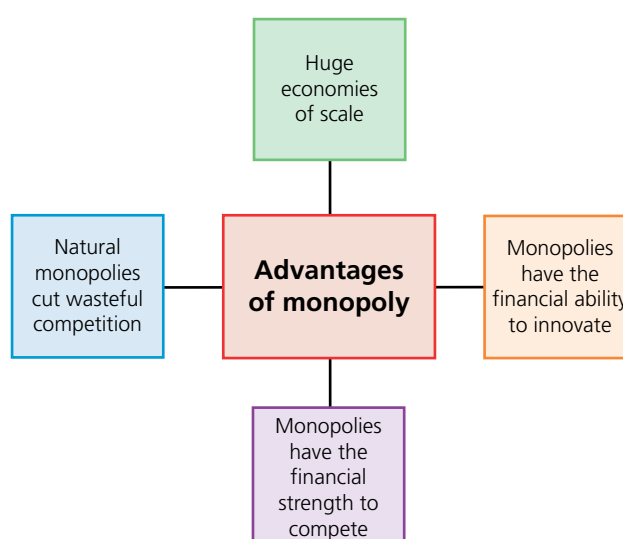 Huge
economies
of scale
Natural
monopolies
cut wasteful
competition
Advantages
of monopoly
Monopolies
have the
financial ability
to innovate
Monopolies
have the
financial
strength to
compete